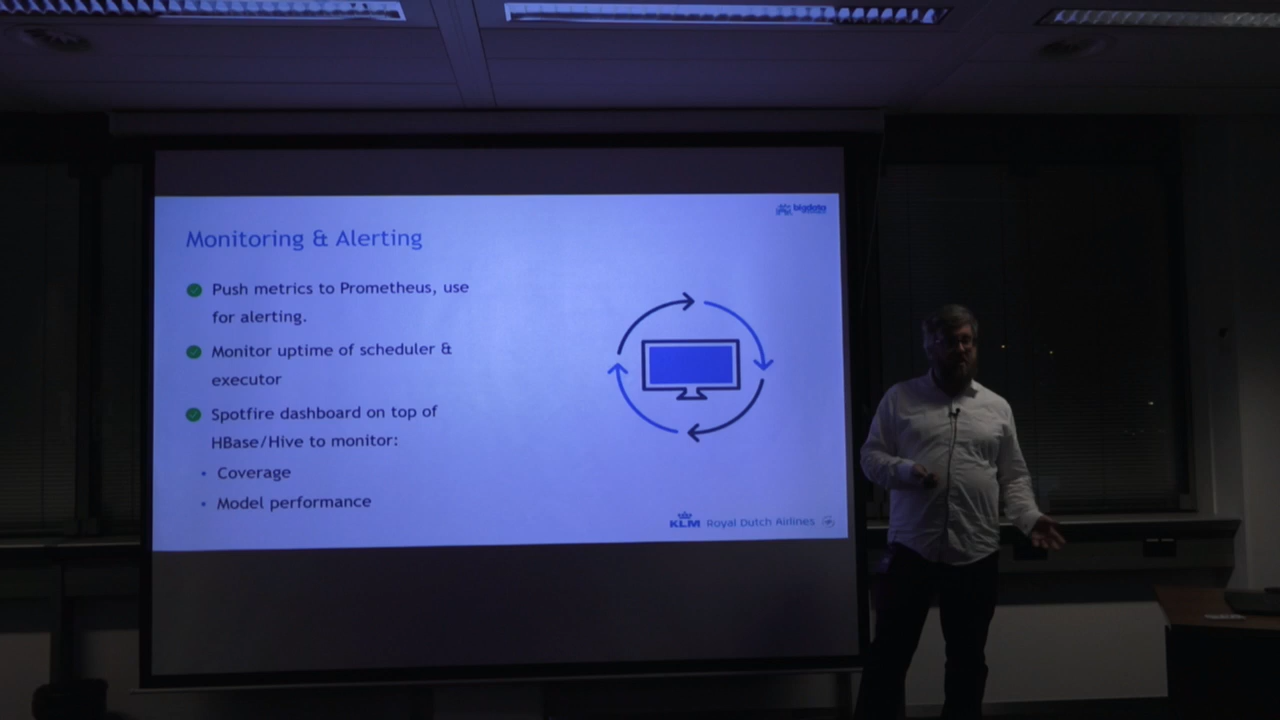 bigdata
Monitoring & Alerting
Push metrics to Prometheus, use
for alerting.
Monitor uptime of scheduler &
executor
Spotfire dashboard on top of
HBase/Hive to monitor:
Coverage
Model performance
KLM Royal Dutch Airlines